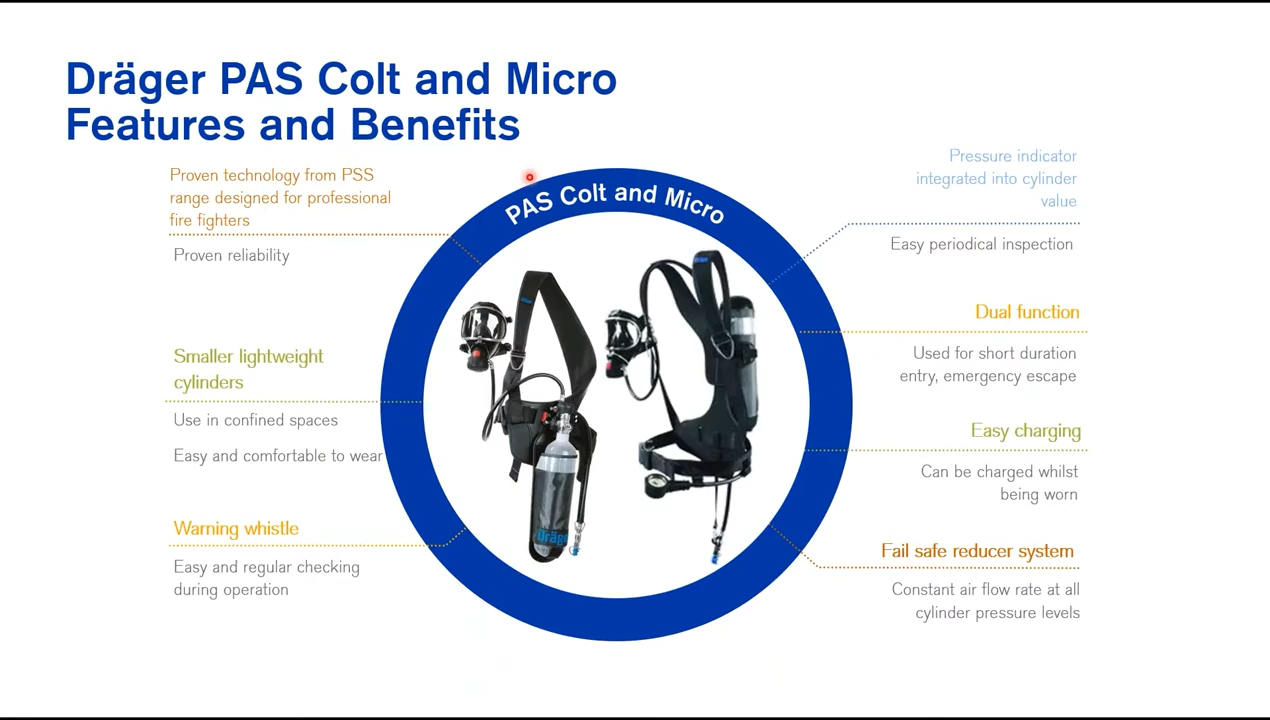 Dräger PAS Colt and Micro
Features and Benefits
Proven technology from PSS
range designed for professional
fire fighters
Proven reliability
Smaller lightweight
cylinders
Use in confined spaces
Easy and comfortable to wear
Warning whistle
Easy and regular checking
during operation
PAS Colt and Micro
Dräge
Pressure indicator
integrated into cylinder
value
Easy periodical inspection
Dual function
Used for short duration
entry, emergency escape
Easy charging
Can be charged whilst
being worn
Fail safe reducer system
Constant air flow rate at all
cylinder pressure levels